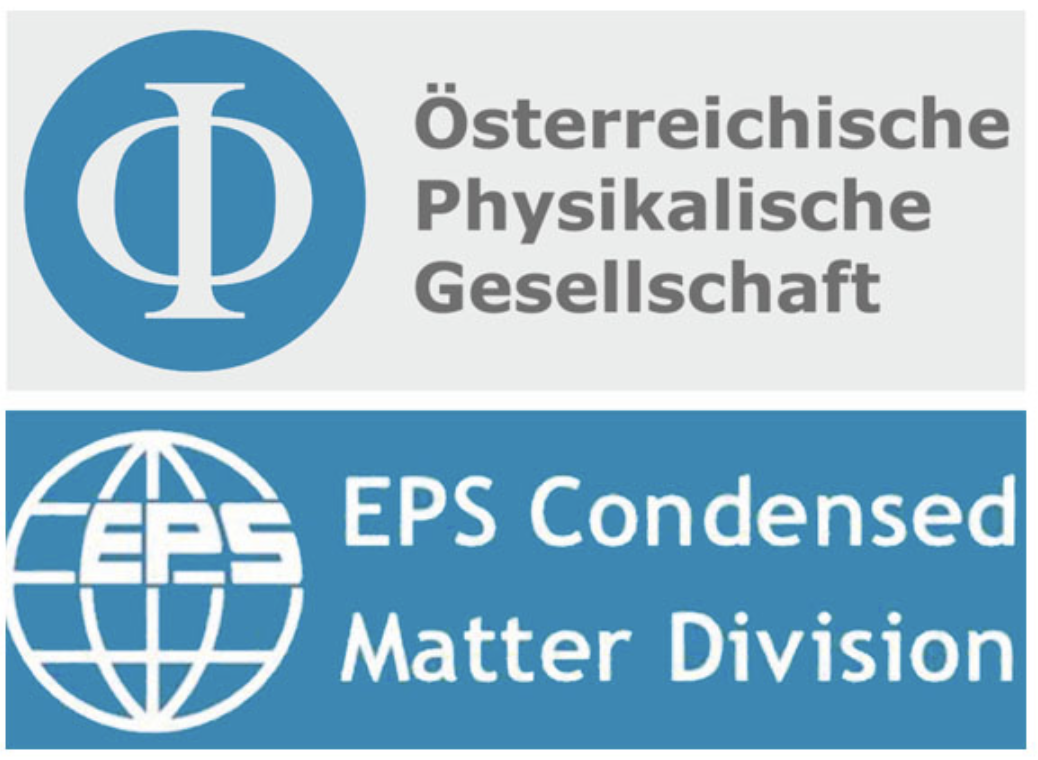 Φ
Österreichische
Physikalische
Gesellschaft
EPS
EPS Condensed
Matter Division